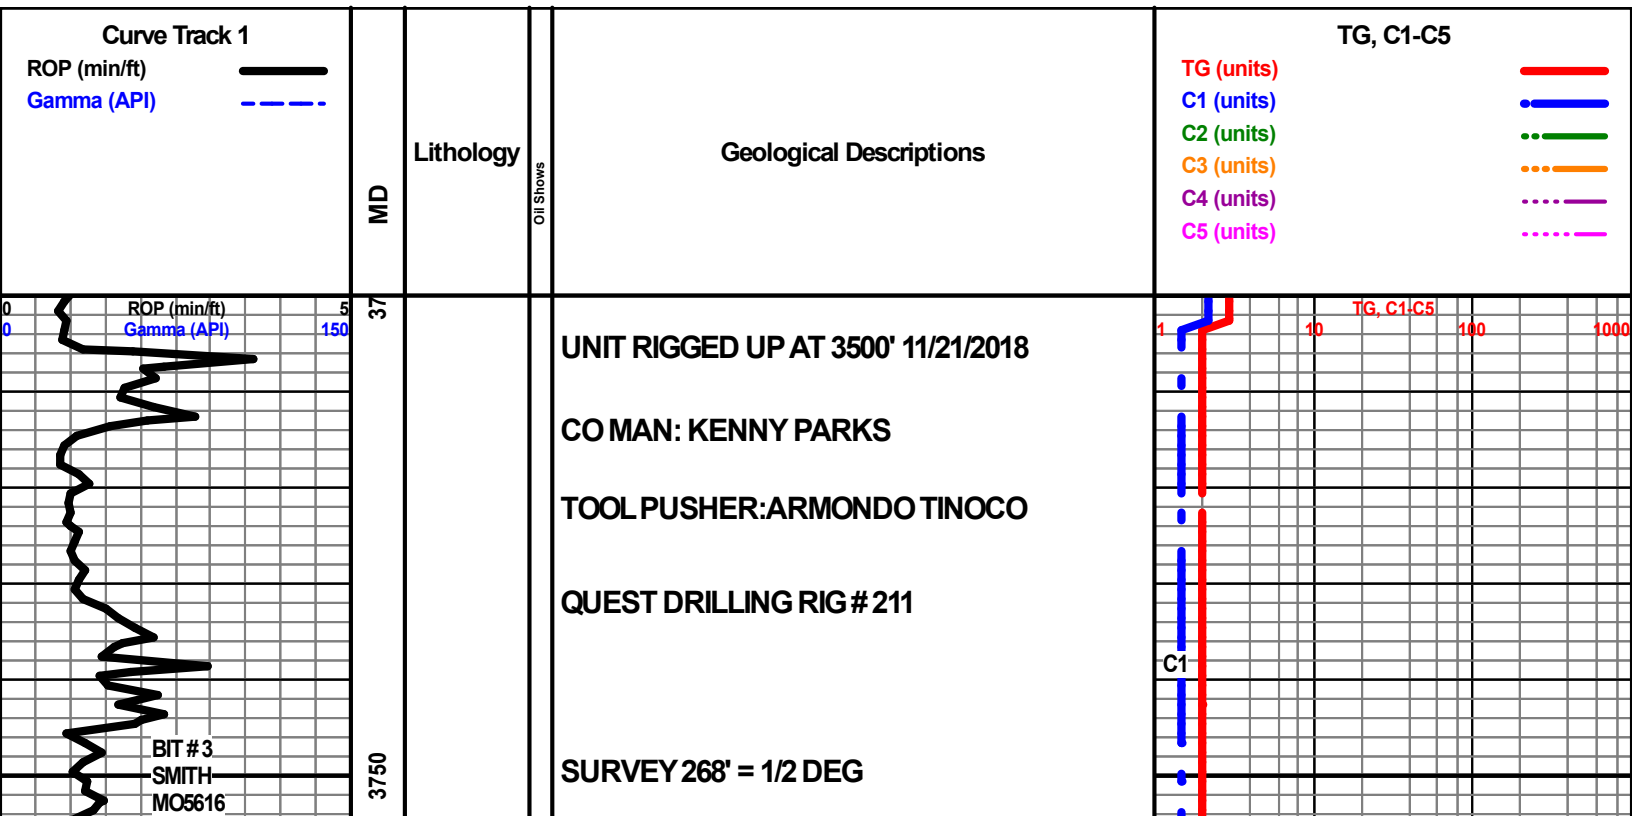 Curve Track 1
ROP (min/ft)
Gamma (API)
MD
Lithology
Oil Shows
Geological Descriptions
TG, C1-C5
TG (units)
C1 (units)
C2 (units)
C3 (units)
C4 (units)
C5 (units)
0 ROP (min/ft) 5
0 Gamma (API) 150
37
TG, C1-C5
1 10 100 1000
UNIT RIGGED UP AT 3500' 11/21/2018
CO MAN: KENNY PARKS
TOOL PUSHER:ARMONDO TINOCO
QUEST DRILLING RIG # 211
C1
BIT # 3
SMITH
MO5616
3750
SURVEY 268' = 1/2 DEG